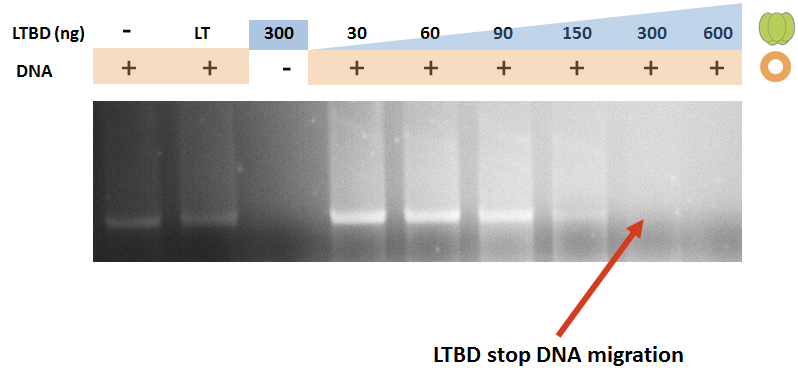 LTBD (ng) - LT 300 30 60 90 150 300 600
DNA + + - + + + + + +
LTBD stop DNA migration